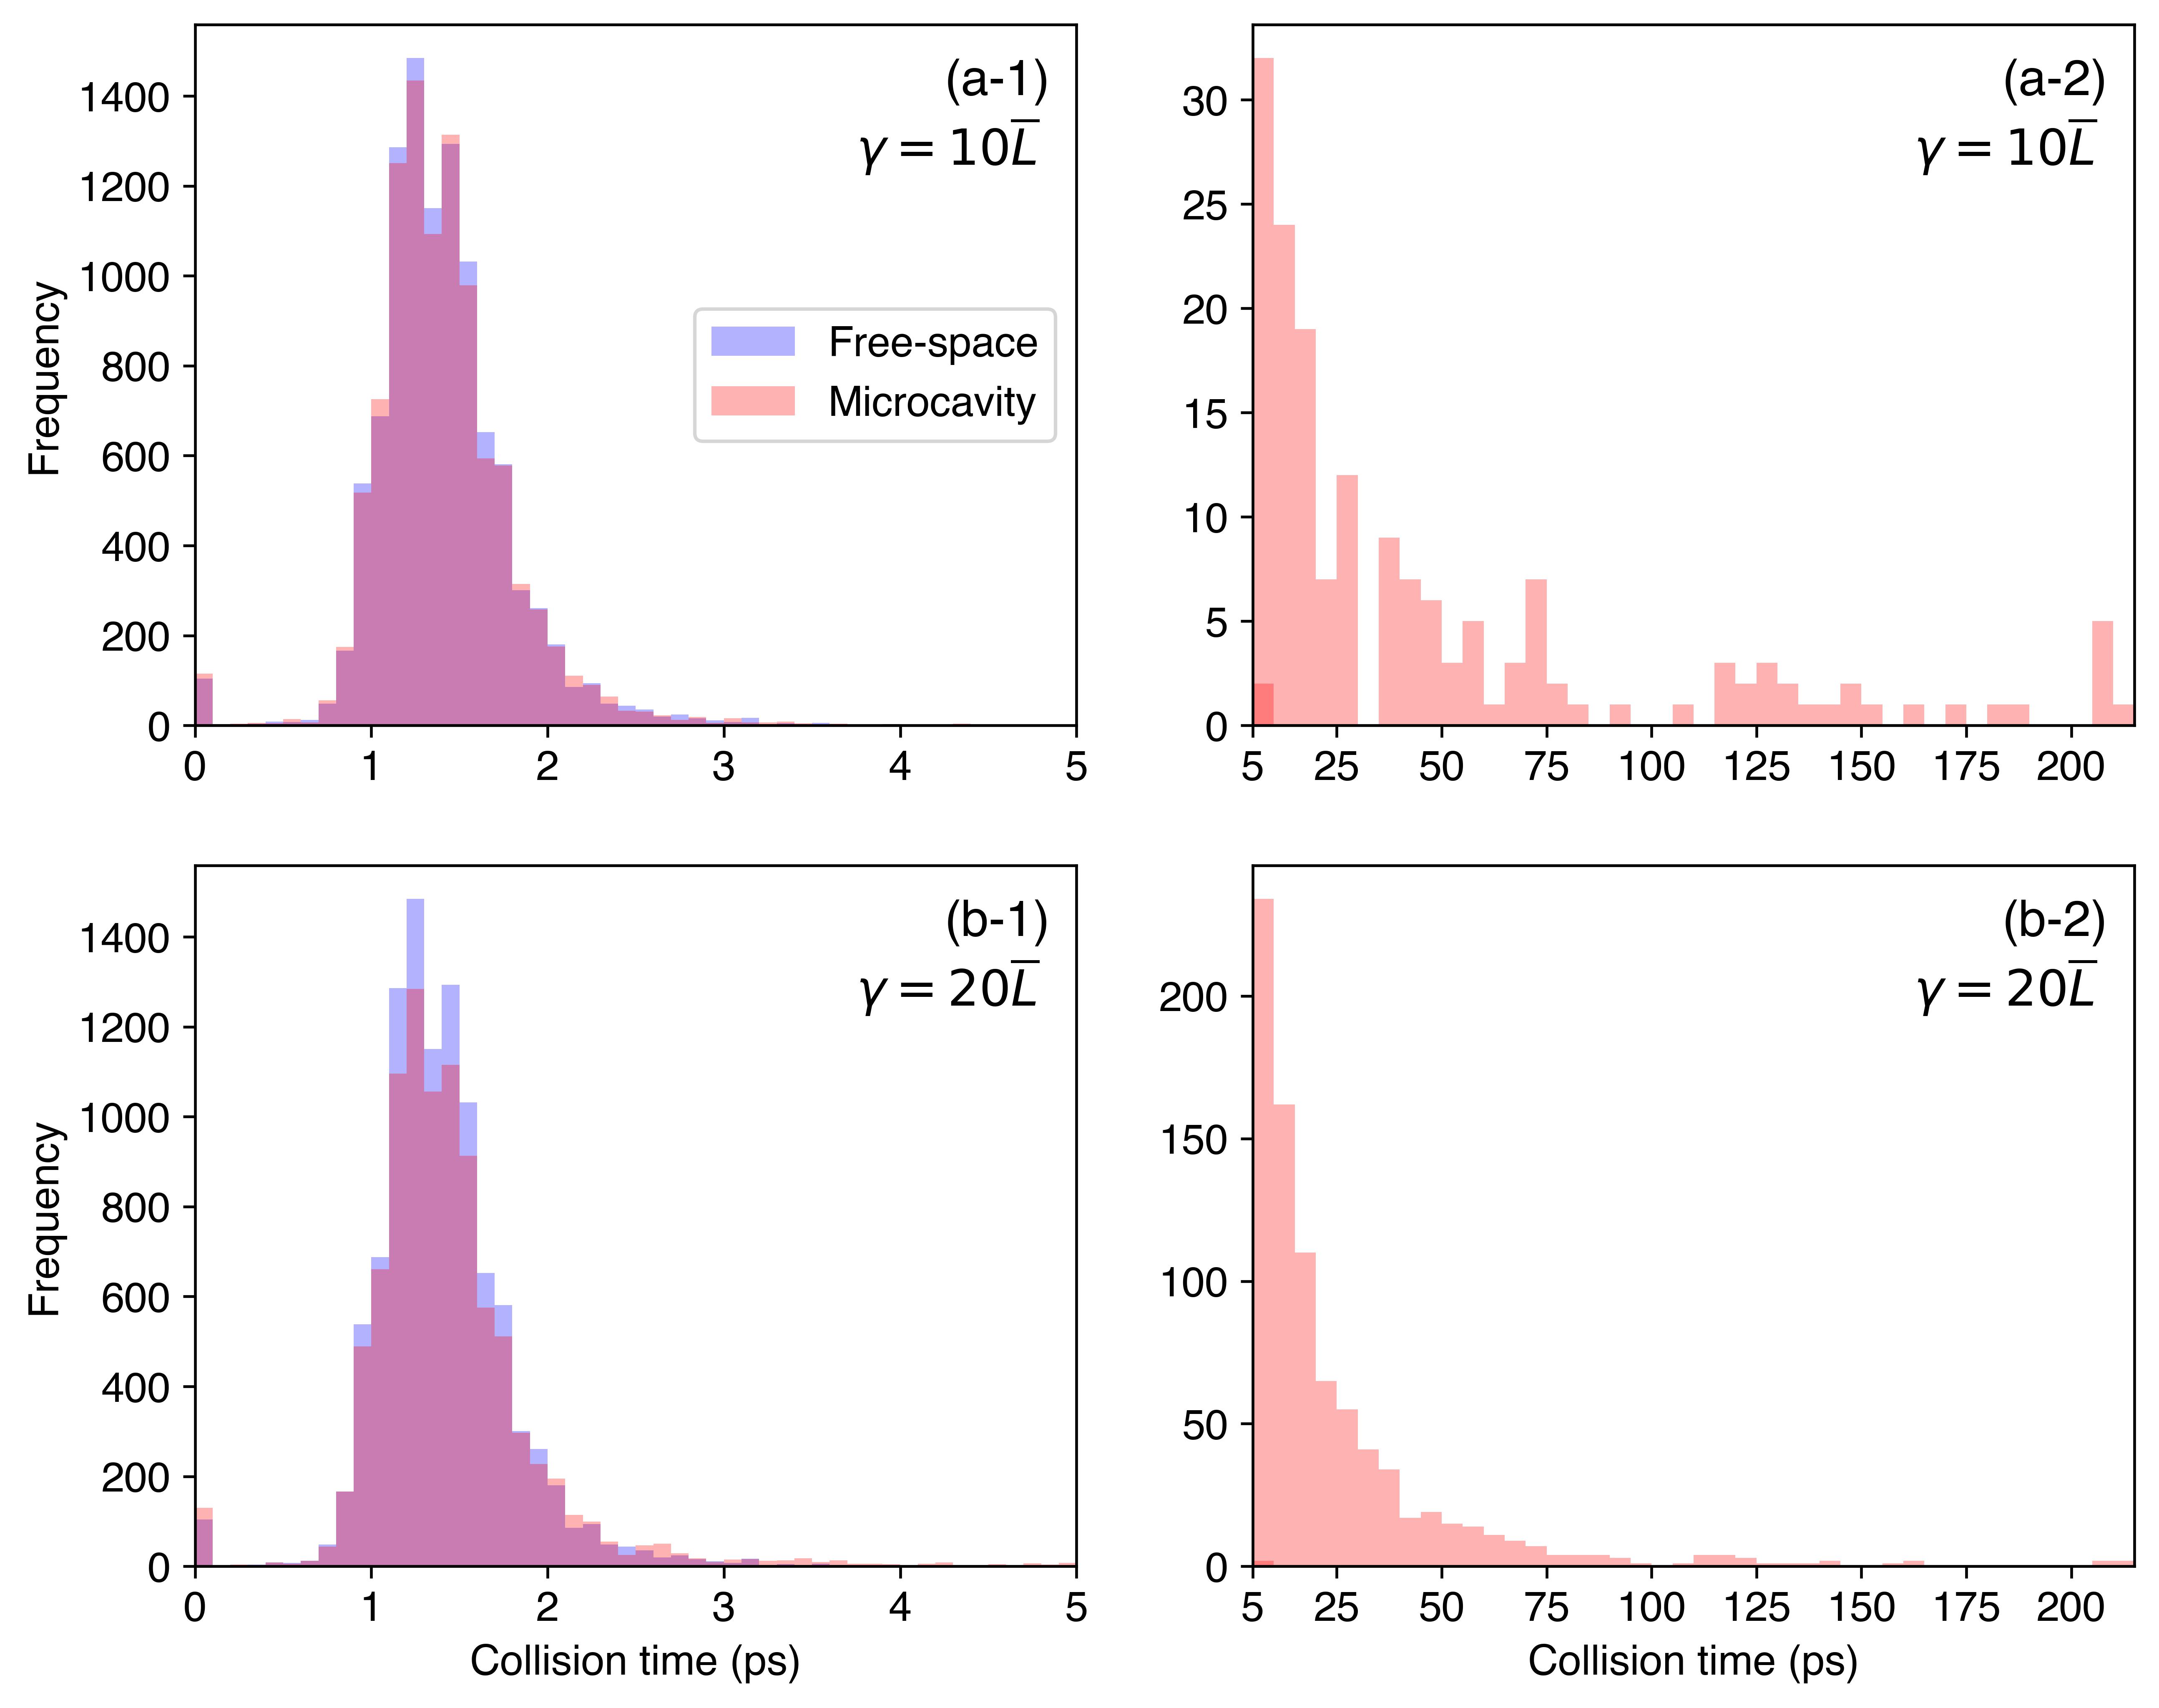 (a-1)
γ = 10L̅
Free-space
Microcavity
Frequency
1400
1200
1000
800
600
400
200
0
0 1 2 3 4 5
(a-2)
γ = 10L̅
30
25
20
15
10
5
0
5 25 50 75 100 125 150 175 200
(b-1)
γ = 20L̅
Frequency
1400
1200
1000
800
600
400
200
0
0 1 2 3 4 5
Collision time (ps)
(b-2)
γ = 20L̅
200
150
100
50
0
5 25 50 75 100 125 150 175 200
Collision time (ps)